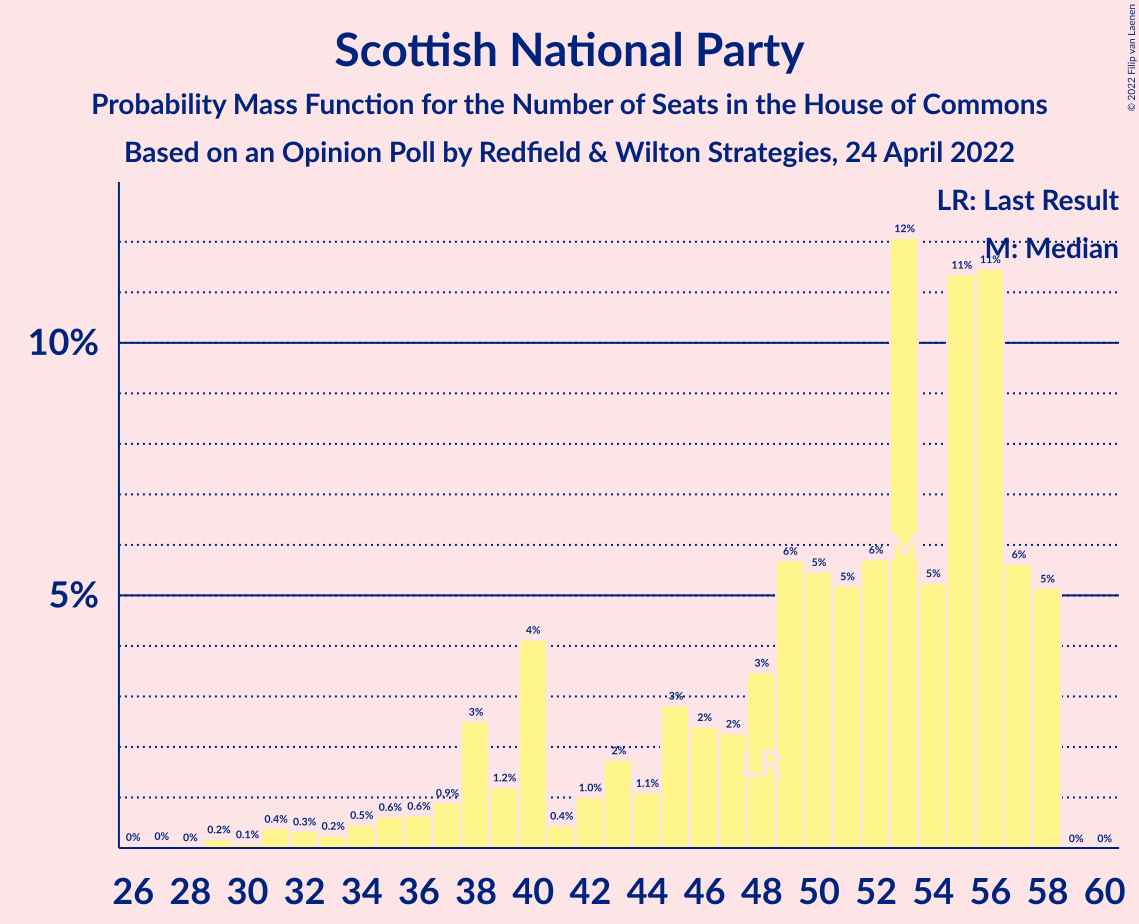 Scottish National Party
Probability Mass Function for the Number of Seats in the House of Commons
Based on an Opinion Poll by Redfield & Wilton Strategies, 24 April 2022
© 2022 Filip van Laenen
LR: Last Result
M: Median
10%
5%
0% 0% 0% 0.2% 0.1% 0.4% 0.3% 0.2% 0.5% 0.6% 0.6% 0.9% 3% 1.2% 4% 0.4% 1.0% 2% 1.1% 3% 2% 2% 3% 6% 5% 5% 6% 12% 5% 11% 11% 6% 5% 0% 0%
M
LR
26 28 30 32 34 36 38 40 42 44 46 48 50 52 54 56 58 60